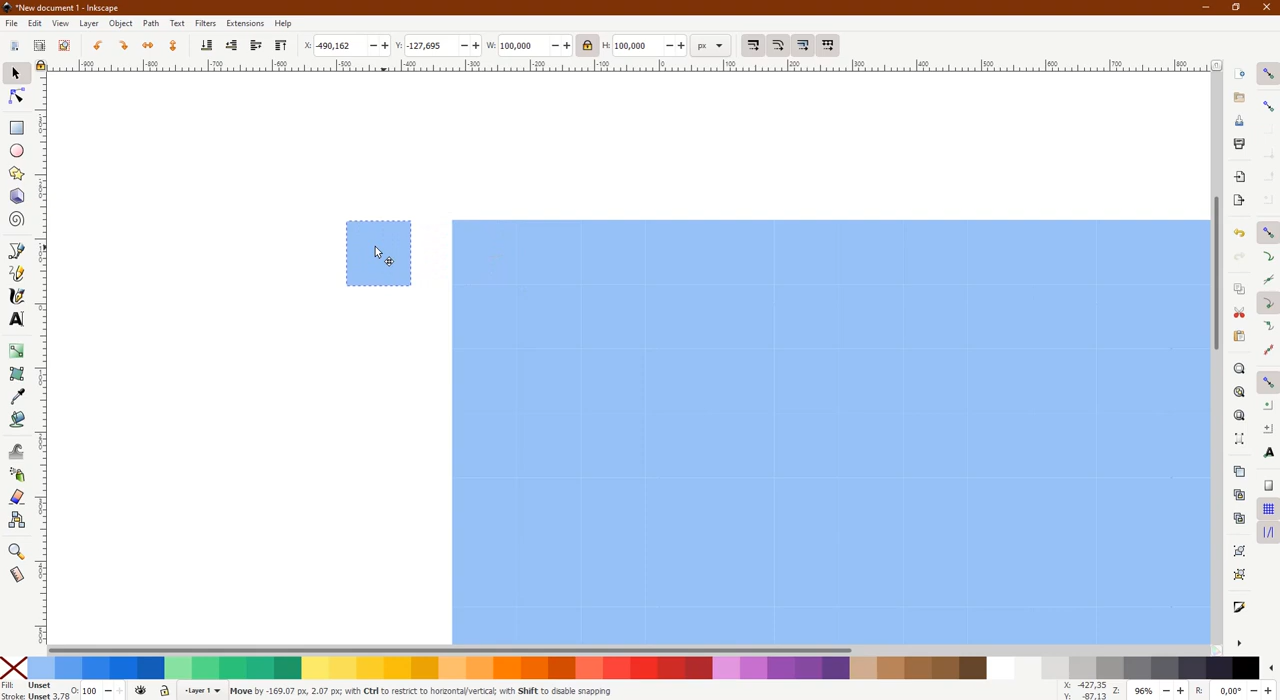 *New document 1 - Inkscape
File Edit View Layer Object Path Text Filters Extensions Help
X: -490,162 Y: -127,695 W: 100,000 H: 100,000 px
-900 -800 -700 -600 -500 -400 -300 -200 -100 0 100 200 300 400 500 600 700 800
Fill: Unset O: 100 -Layer 1 Move by -169.07 px, 2.07 px; with Ctrl to restrict to horizontal/vertical; with Shift to disable snapping X: -427,35 Z: 96% R: 0,00°
Stroke: Unset 3,78 Y: -87,13